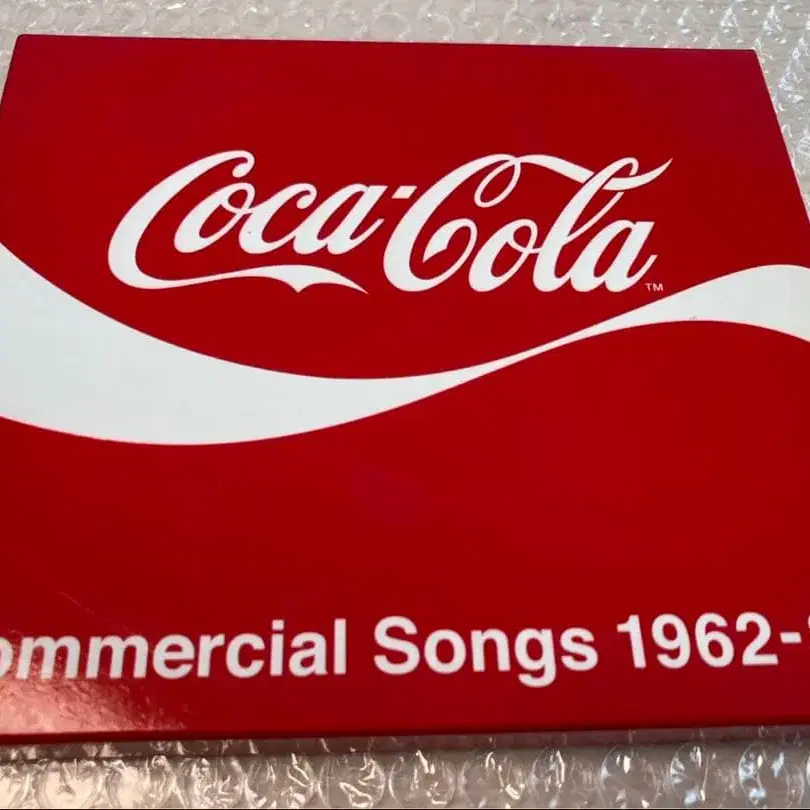 Coca-Cola
TM
ommercial Songs 1962-